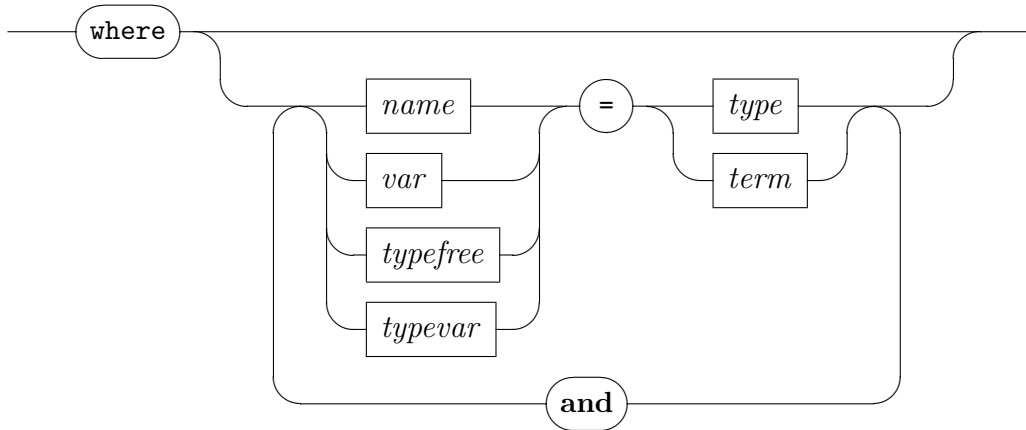 where
name = type
var term
typefree
typevar
and